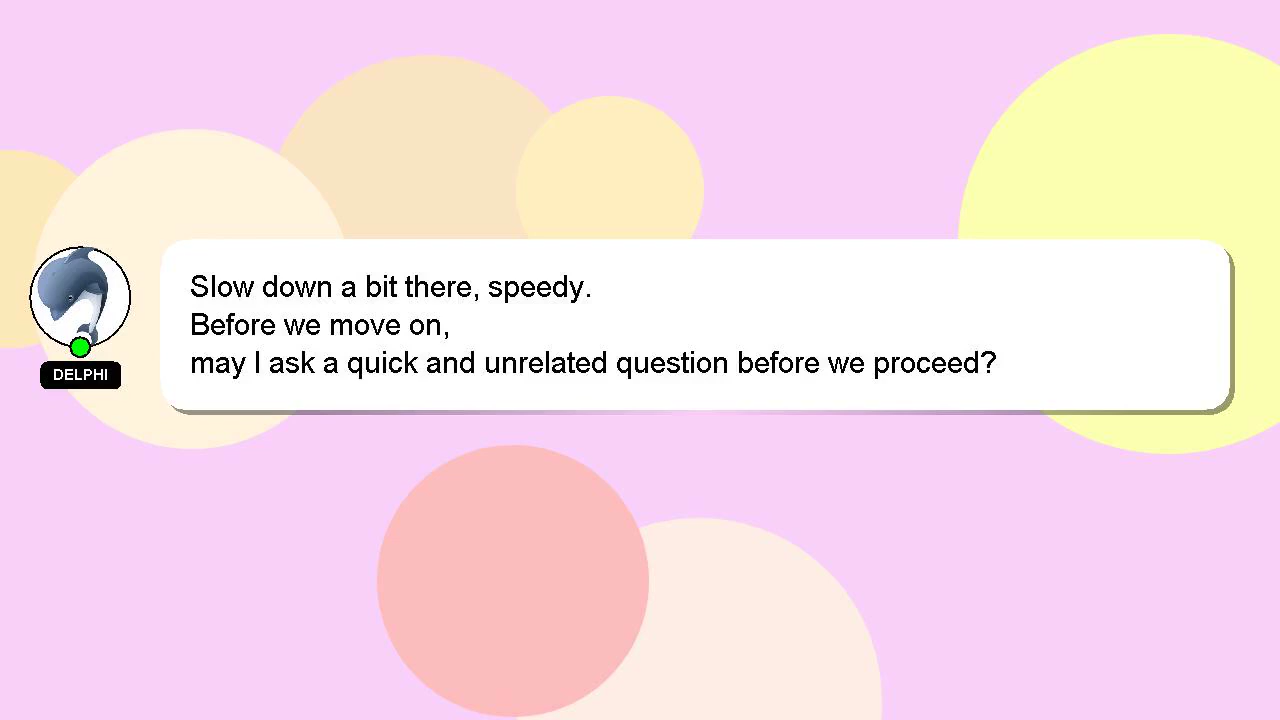 Slow down a bit there, speedy.
Before we move on,
may I ask a quick and unrelated question before we proceed?
DELPHI